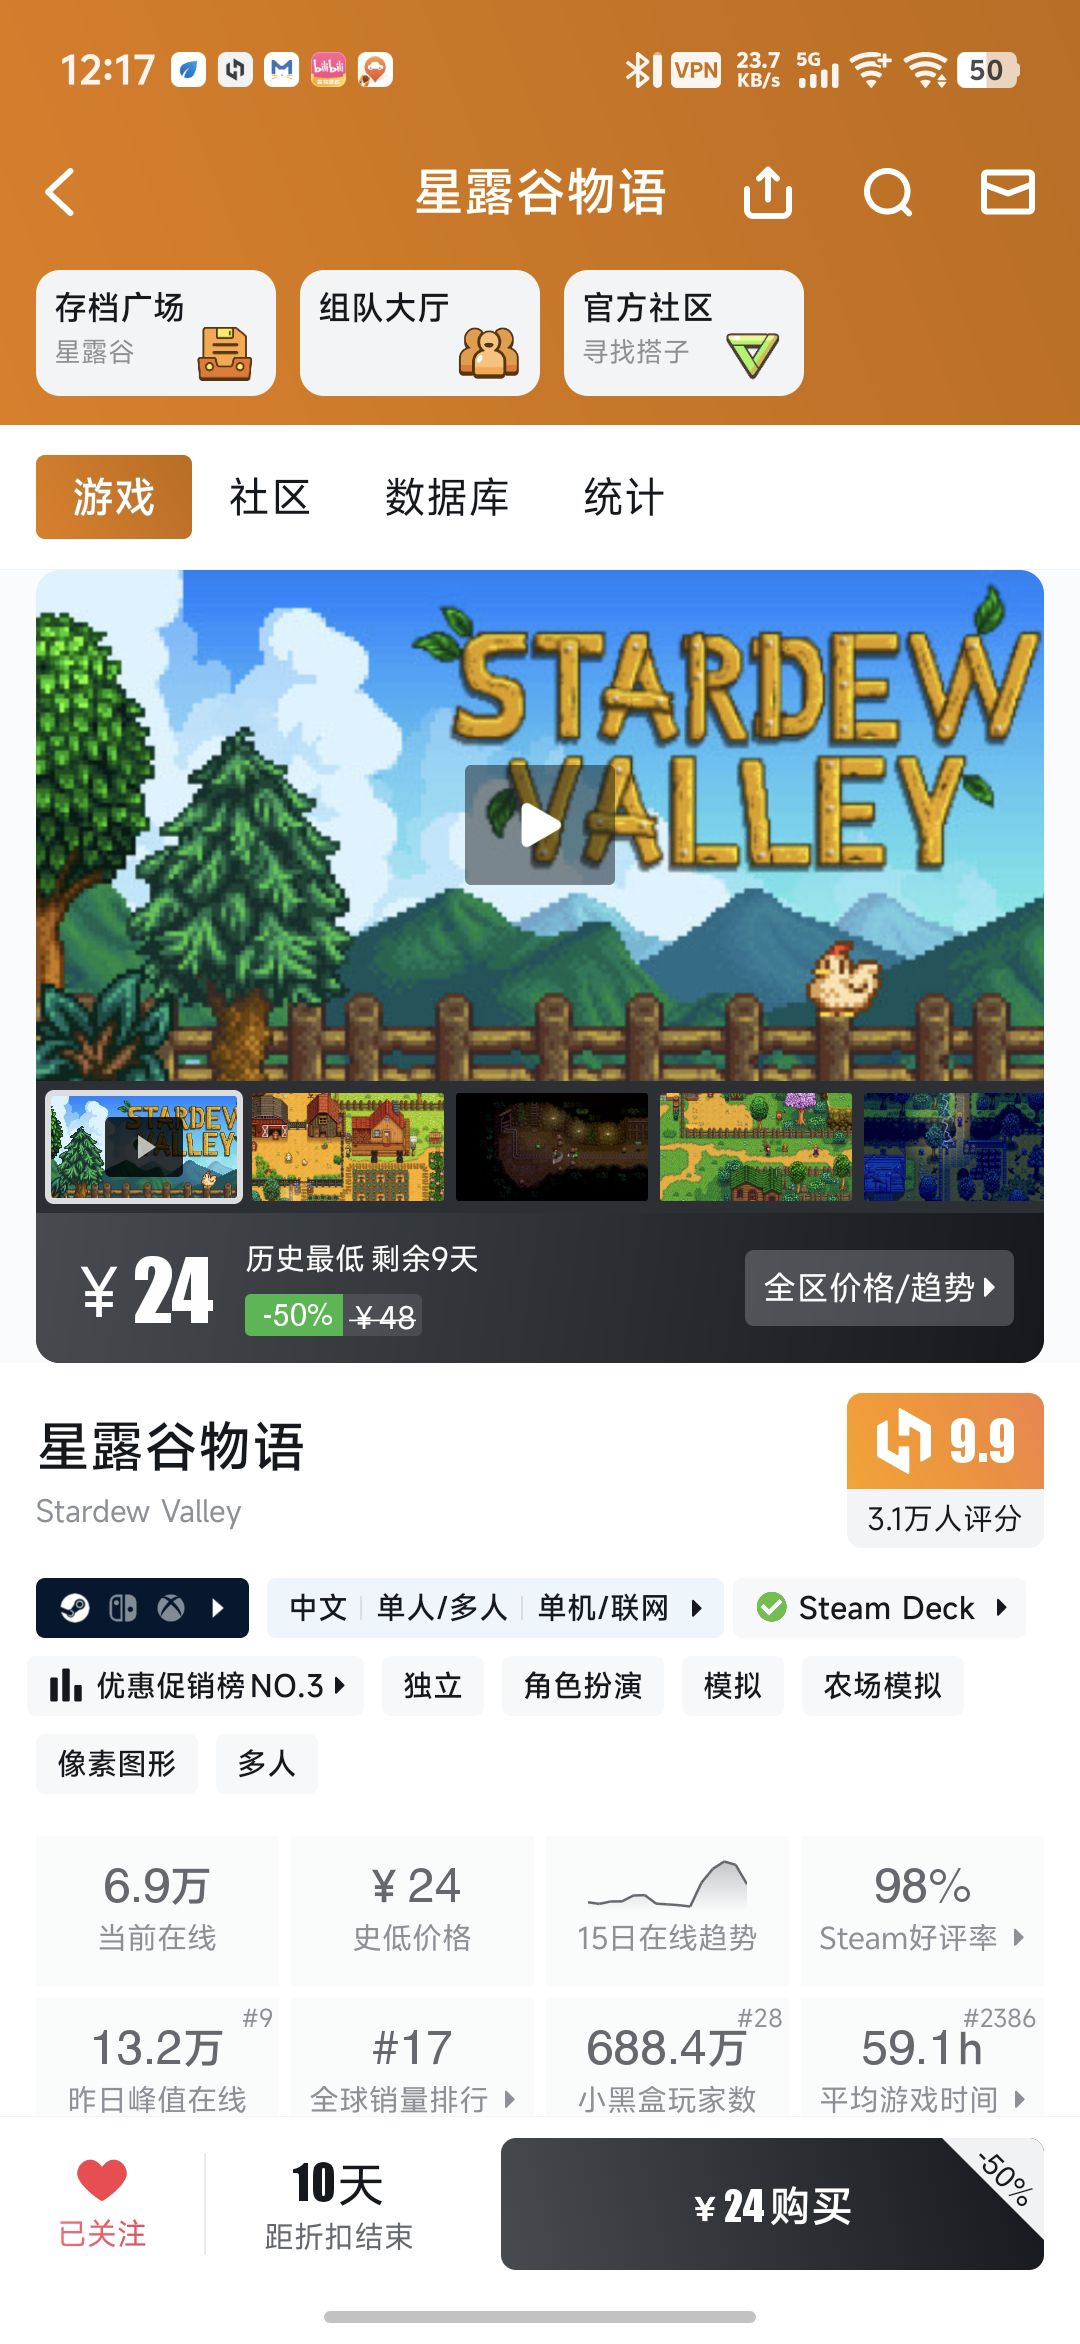 12:17
bilibili
VPN
23.7
KB/s
5G
50
星露谷物语
存档广场
星露谷
组队大厅
官方社区
寻找搭子
游戏
社区
数据库
统计
STARDEW
VALLEY
STARDEW
VALLEY
¥ 24
历史最低 剩余9天
-50% ¥48
全区价格/趋势
星露谷物语
Stardew Valley
9.9
3.1万人评分
中文 单人/多人 单机/联网
Steam Deck
优惠促销榜NO.3
独立
角色扮演
模拟
农场模拟
像素图形
多人
6.9万
当前在线
¥ 24
史低价格
15日在线趋势
98%
Steam好评率
#9
13.2万
昨日峰值在线
#17
全球销量排行
#28
688.4万
小黑盒玩家数
#2386
59.1h
平均游戏时间
已关注
10天
距折扣结束
¥ 24 购买
-50%